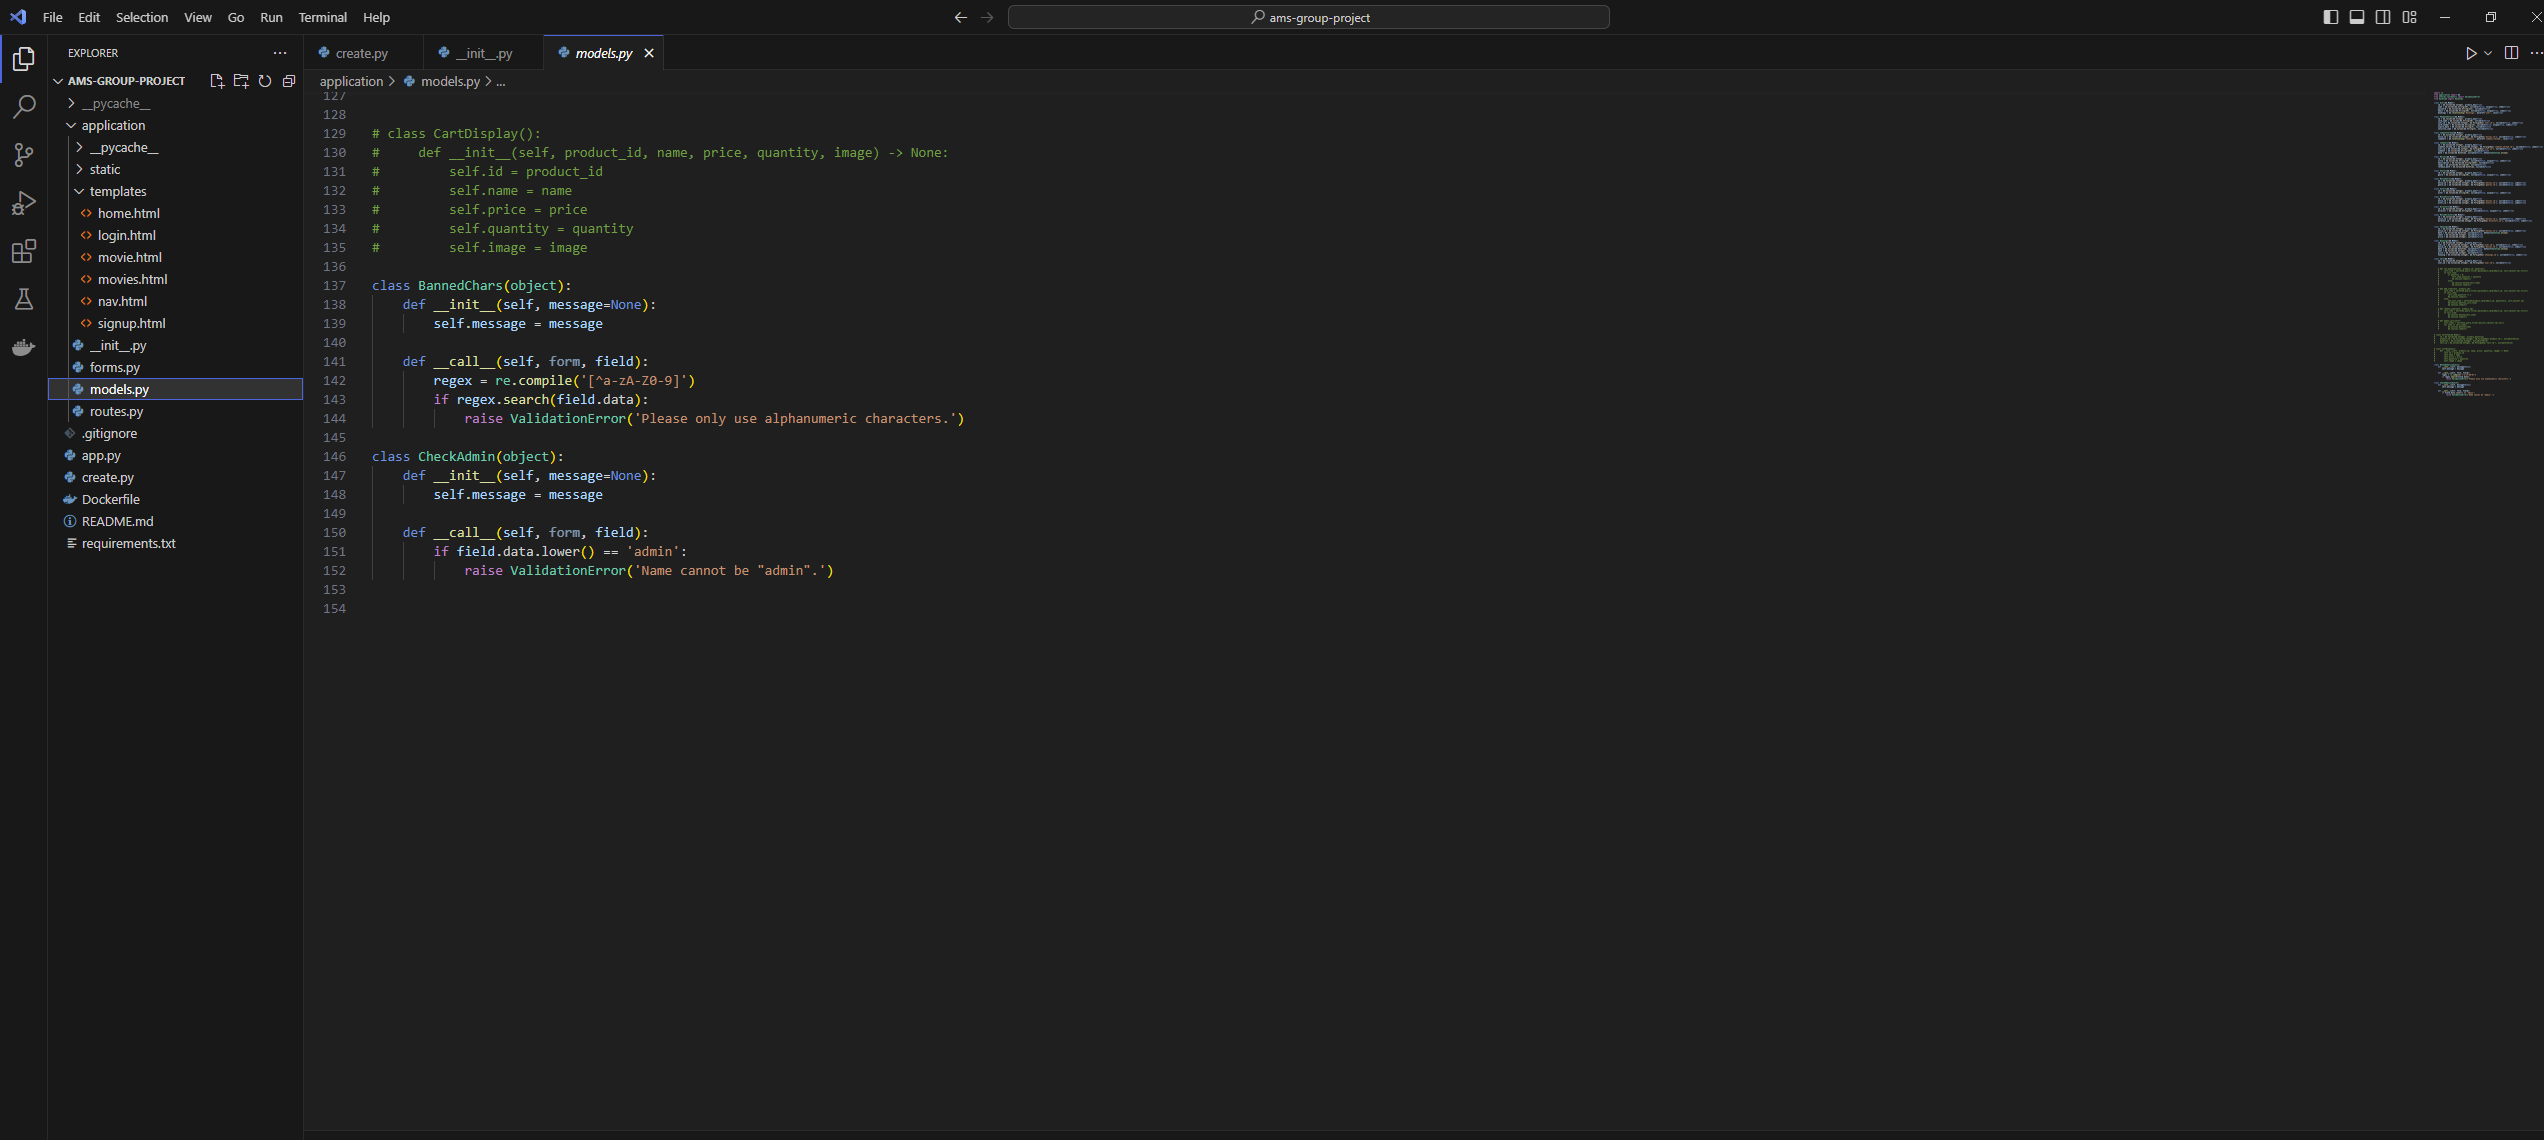 File Edit Selection View Go Run Terminal Help
ams-group-project
EXPLORER
AMS-GROUP-PROJECT
__pycache__
application
__pycache__
static
templates
home.html
login.html
movie.html
movies.html
nav.html
signup.html
__init__.py
forms.py
models.py
routes.py
.gitignore
app.py
create.py
Dockerfile
README.md
requirements.txt
create.py __init__.py models.py
application > models.py > ...
127
128
129 # class CartDisplay():
130 #     def __init__(self, product_id, name, price, quantity, image) -> None:
131 #         self.id = product_id
132 #         self.name = name
133 #         self.price = price
134 #         self.quantity = quantity
135 #         self.image = image
136
137 class BannedChars(object):
138     def __init__(self, message=None):
139         self.message = message
140
141     def __call__(self, form, field):
142         regex = re.compile('[^a-zA-Z0-9]')
143         if regex.search(field.data):
144             raise ValidationError('Please only use alphanumeric characters.')
145
146 class CheckAdmin(object):
147     def __init__(self, message=None):
148         self.message = message
149
150     def __call__(self, form, field):
151         if field.data.lower() == 'admin':
152             raise ValidationError('Name cannot be "admin".')
153
154